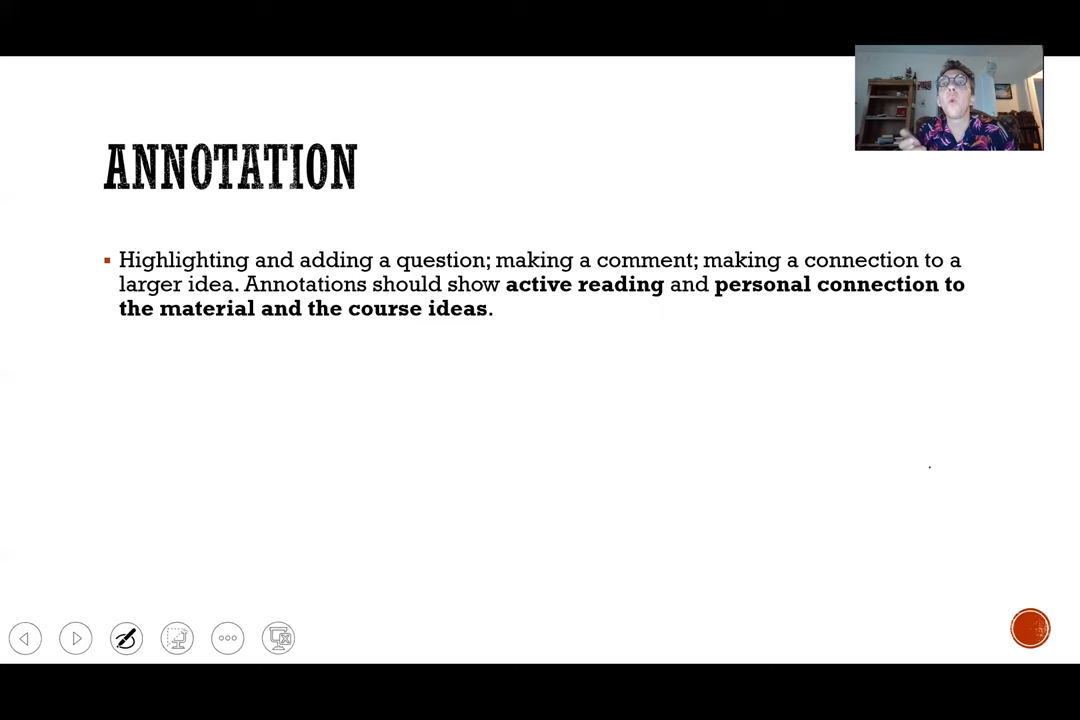 ANNOTATION
Highlighting and adding a question; making a comment; making a connection to a
larger idea. Annotations should show active reading and personal connection to
the material and the course ideas.